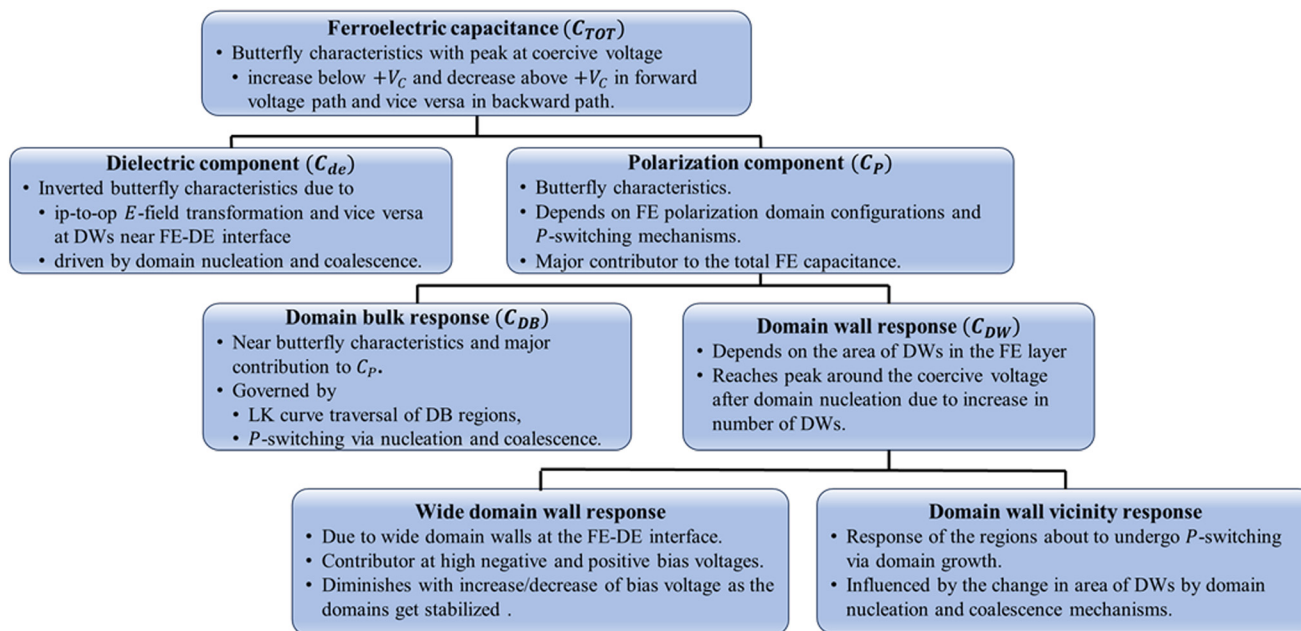 Ferroelectric capacitance (C_TOT)
• Butterfly characteristics with peak at coercive voltage
• increase below +V_C and decrease above +V_C in forward
voltage path and vice versa in backward path.
Dielectric component (C_de)
• Inverted butterfly characteristics due to
• ip-to-op E-field transformation and vice versa
at DWs near FE-DE interface
• driven by domain nucleation and coalescence.
Polarization component (C_P)
• Butterfly characteristics.
• Depends on FE polarization domain configurations and
P-switching mechanisms.
• Major contributor to the total FE capacitance.
Domain bulk response (C_DB)
• Near butterfly characteristics and major
contribution to C_P.
• Governed by
• LK curve traversal of DB regions,
• P-switching via nucleation and coalescence.
Domain wall response (C_DW)
• Depends on the area of DWs in the FE layer
• Reaches peak around the coercive voltage
after domain nucleation due to increase in
number of DWs.
Wide domain wall response
• Due to wide domain walls at the FE-DE interface.
• Contributor at high negative and positive bias voltages.
• Diminishes with increase/decrease of bias voltage as the
domains get stabilized .
Domain wall vicinity response
• Response of the regions about to undergo P-switching
via domain growth.
• Influenced by the change in area of DWs by domain
nucleation and coalescence mechanisms.